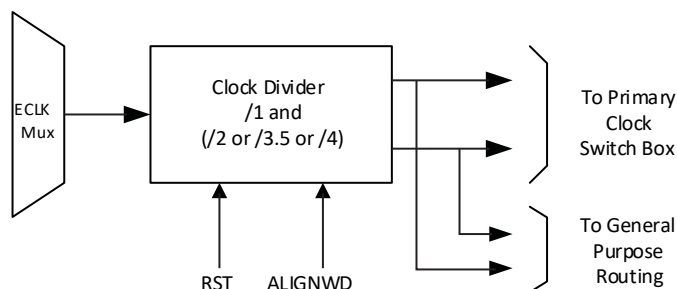 ECLK
Mux
Clock Divider
/1 and
(/2 or /3.5 or /4)
To Primary
Clock
Switch Box
To General
Purpose
Routing
RST
ALIGNWD